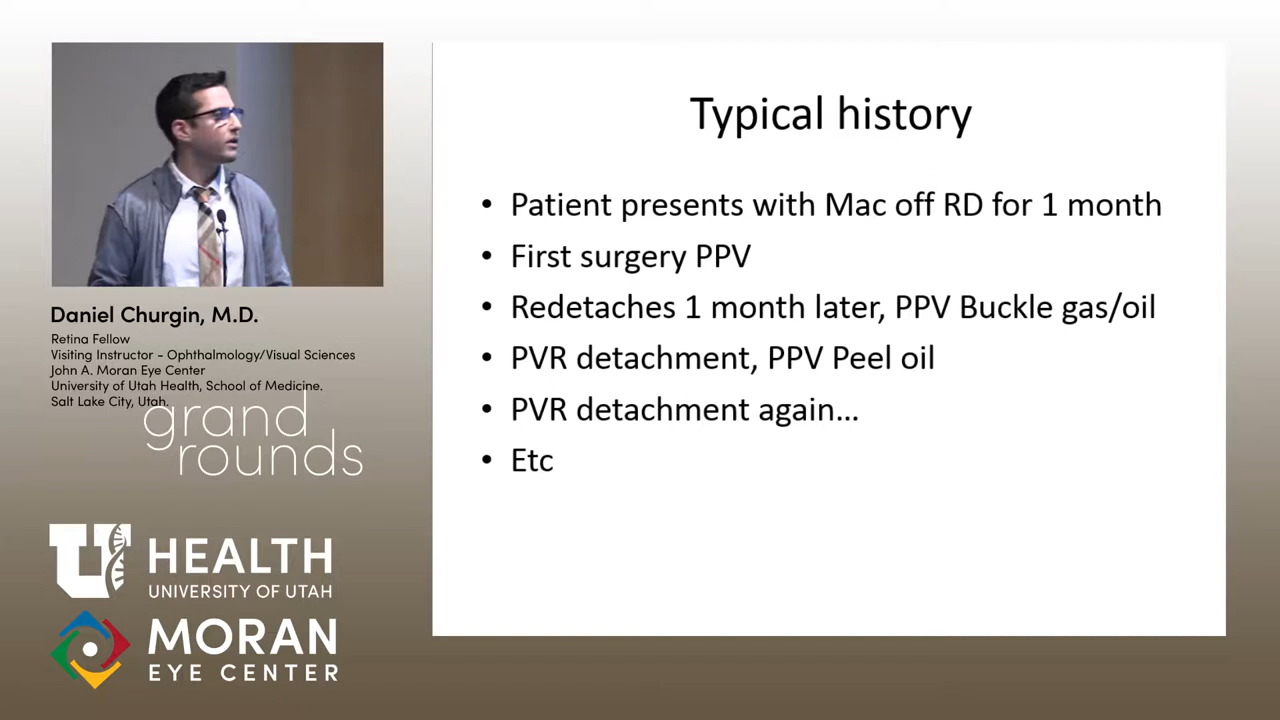 Typical history
• Patient presents with Mac off RD for 1 month
• First surgery PPV
• Redetaches 1 month later, PPV Buckle gas/oil
• PVR detachment, PPV Peel oil
• PVR detachment again...
• Etc
Daniel Churgin, M.D.
Retina Fellow
Visiting Instructor - Ophthalmology/Visual Sciences
John A. Moran Eye Center
University of Utah Health, School of Medicine.
Salt Lake City, Utah.
grand
rounds
U HEALTH
UNIVERSITY OF UTAH
MORAN
EYE CENTER